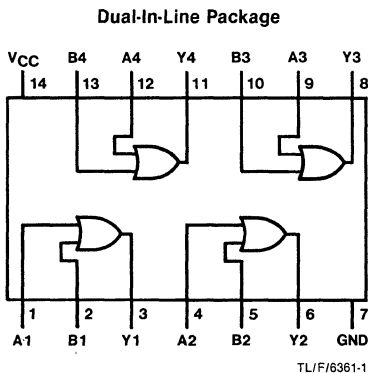 Dual-In-Line Package
VCC B4 A4 Y4 B3 A3 Y3
14 13 12 11 10 9 8
1 2 3 4 5 6 7
A1 B1 Y1 A2 B2 Y2 GND
TL/F/6361-1